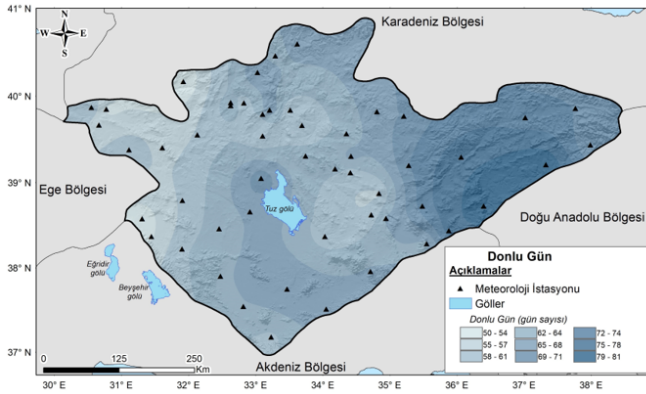 41° N
40° N
39° N
38° N
37° N
N
W E
S
Karadeniz Bölgesi
Ege Bölgesi
Tuz gölü
Doğu Anadolu Bölgesi
Eğridir
gölü
Beyşehir
gölü
Akdeniz Bölgesi
Donlu Gün
Açıklamalar
Meteoroloji İstasyonu
Göller
Donlu Gün (gün sayısı)
50 - 54 62 - 64 72 - 74
55 - 57 65 - 68 75 - 78
58 - 61 69 - 71 79 - 81
0 125 250
Km
30° E 31° E 32° E 33° E 34° E 35° E 36° E 37° E 38° E